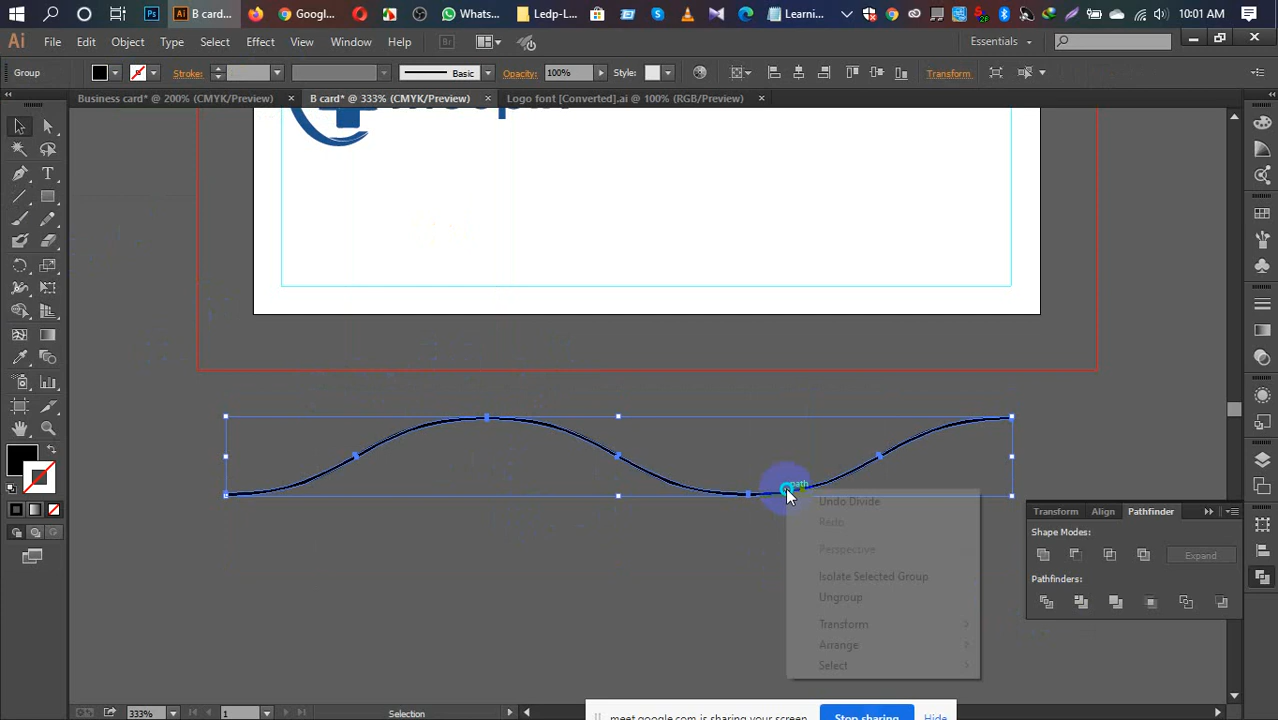 B card...
Googl...
Whats...
Ledp-L...
Learni...
10:01 AM
Ai
File
Edit
Object
Type
Select
Effect
View
Window
Help
Br
Essentials
Group
Stroke:
Basic
Opacity:
100%
Style:
Transform
Business card* @ 200% (CMYK/Preview)
B card* @ 333% (CMYK/Preview)
Logo font [Converted].ai @ 100% (RGB/Preview)
path
Undo Divide
Redo
Perspective
Isolate Selected Group
Ungroup
Transform
Arrange
Select
Transform
Align
Pathfinder
Shape Modes:
Expand
Pathfinders:
333%
1
Selection
meet.google.com is sharing your screen.
Stop sharing
Hide